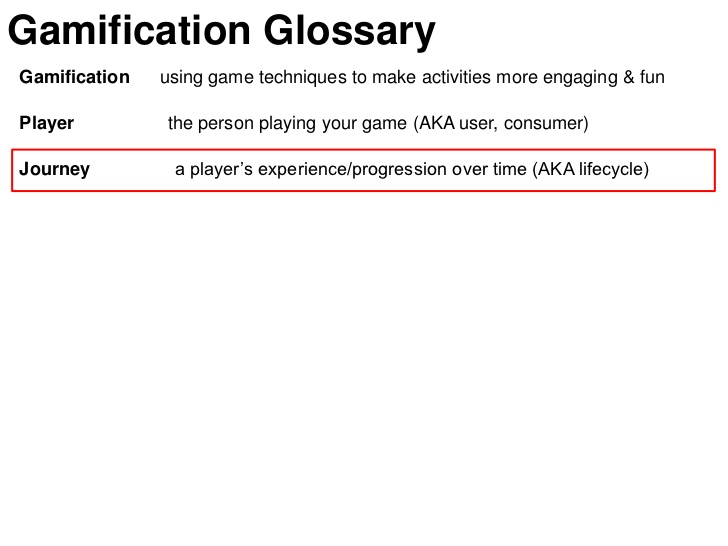 Gamification Glossary
Gamification using game techniques to make activities more engaging & fun
Player the person playing your game (AKA user, consumer)
Journey a player’s experience/progression over time (AKA lifecycle)